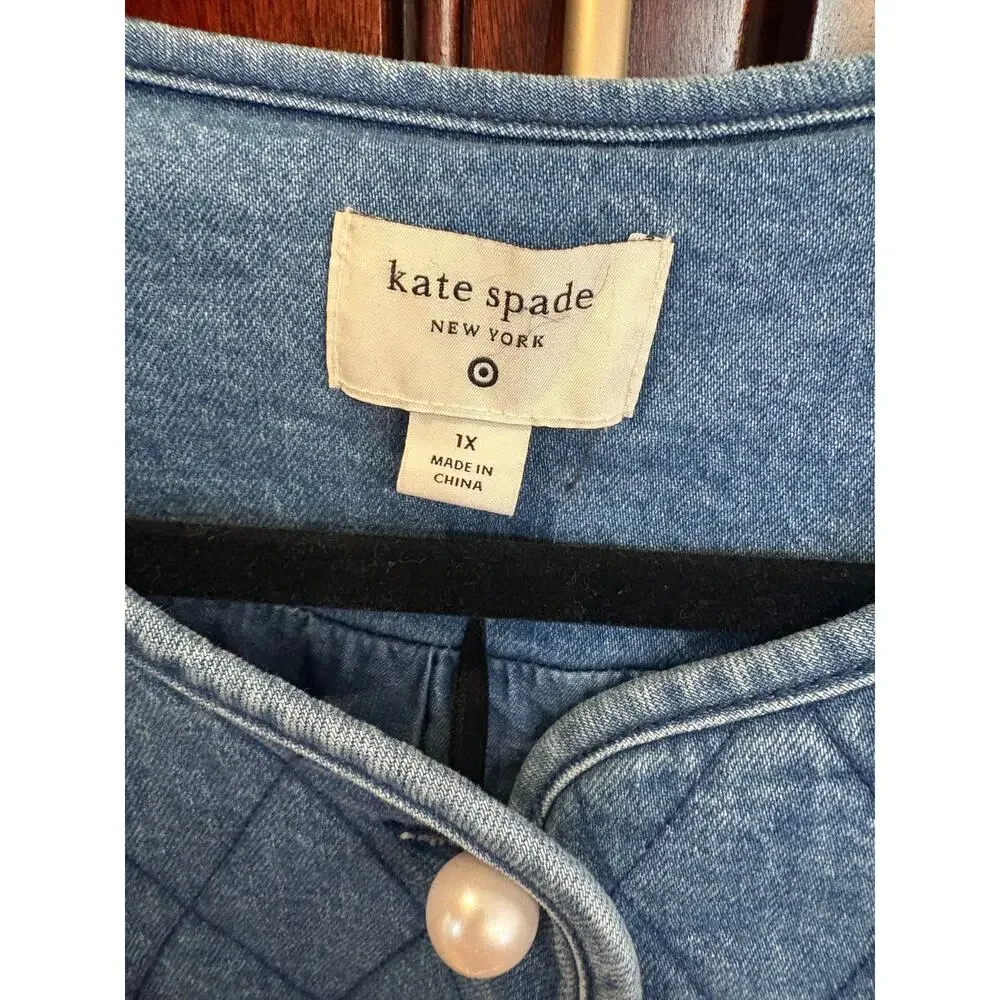 kate spade
NEW YORK
1X
MADE IN
CHINA